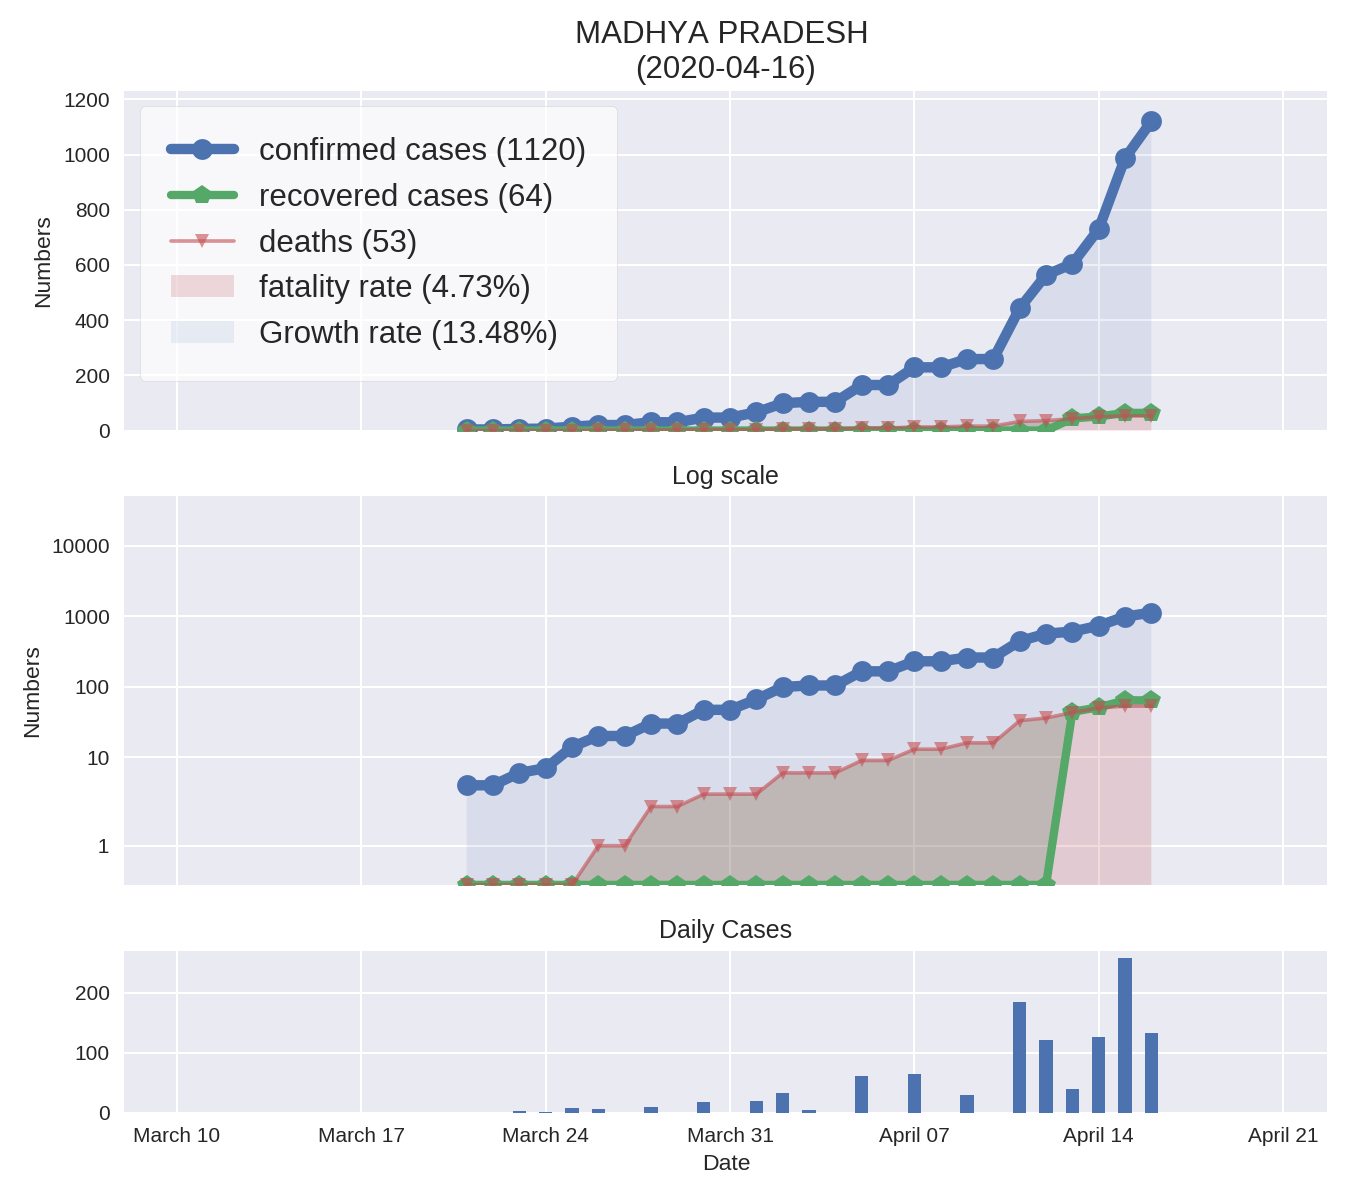 MADHYA PRADESH
(2020-04-16)
1200
1000
800
600
400
200
0
Numbers
confirmed cases (1120)
recovered cases (64)
deaths (53)
fatality rate (4.73%)
Growth rate (13.48%)
Log scale
10000
1000
100
10
1
Numbers
Daily Cases
200
100
0
March 10 March 17 March 24 March 31 April 07 April 14 April 21
Date